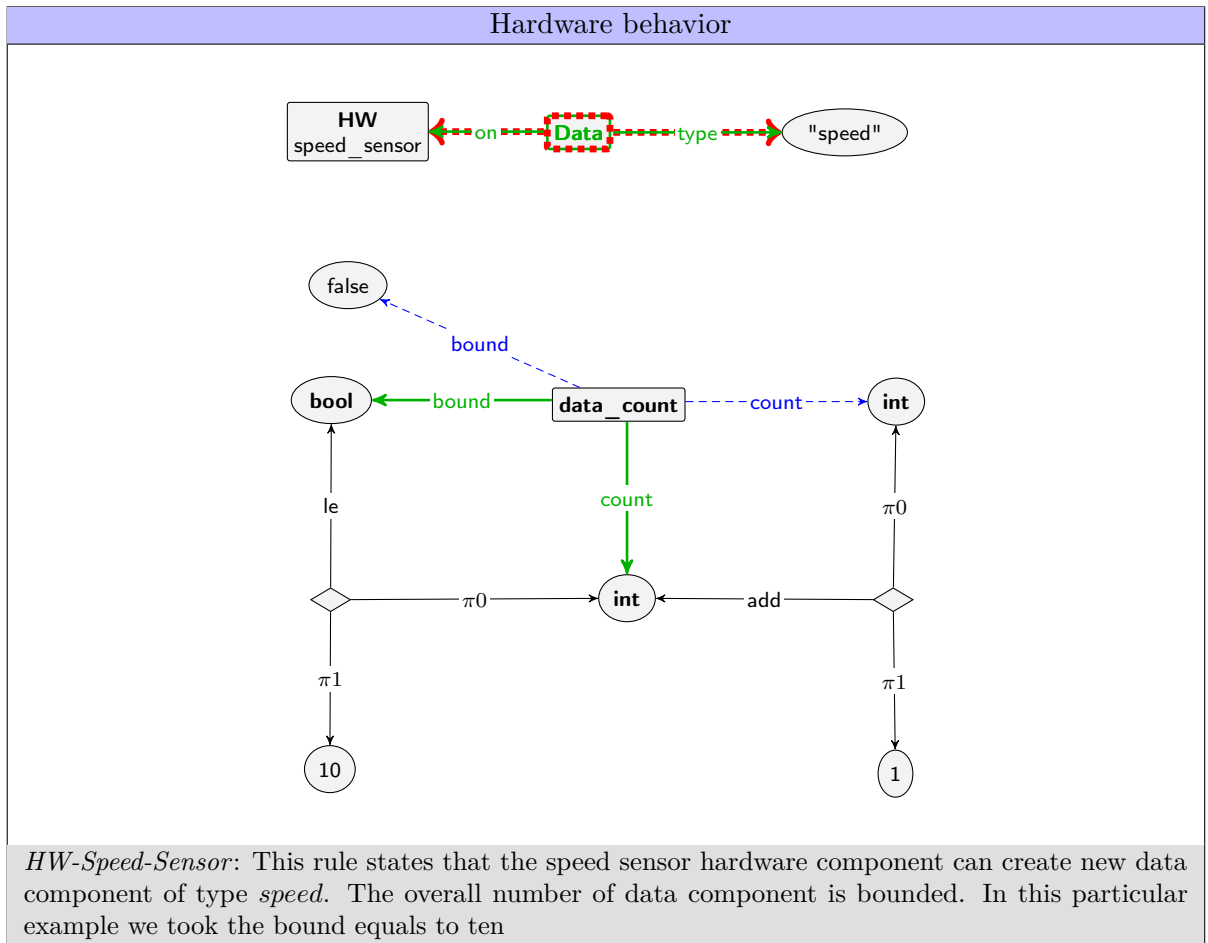 Hardware behavior
HW
speed_sensor
on
Data
type
"speed"
false
bound
bool
bound
data_count
count
int
le
count
π0
π0
int
add
π1
π1
10
1
HW-Speed-Sensor: This rule states that the speed sensor hardware component can create new data
component of type speed. The overall number of data component is bounded. In this particular
example we took the bound equals to ten